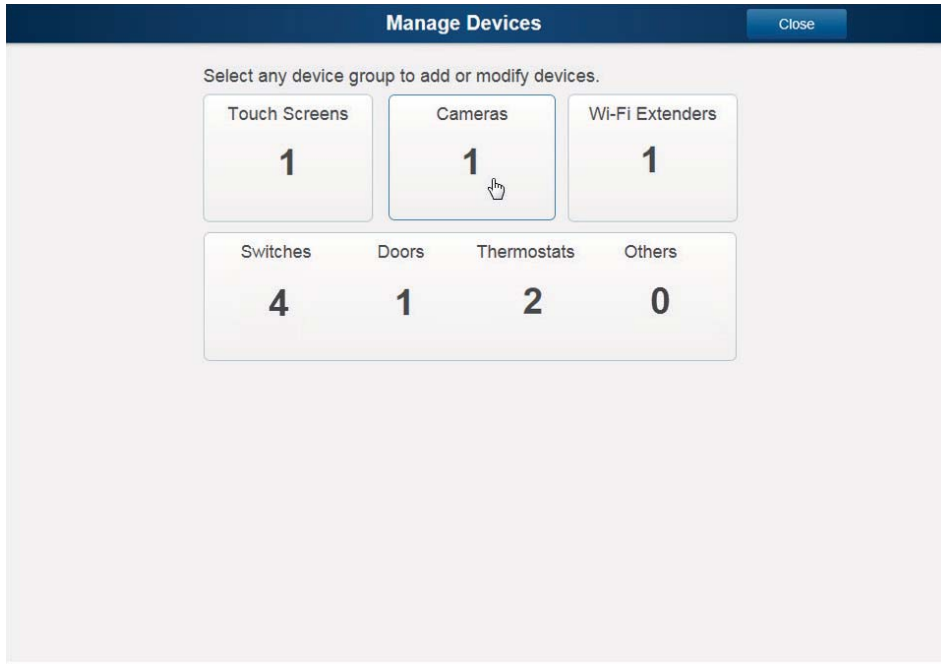 Manage Devices
Close
Select any device group to add or modify devices.
Touch Screens
Cameras
Wi-Fi Extenders
1
1
1
Switches
Doors
Thermostats
Others
4
1
2
0